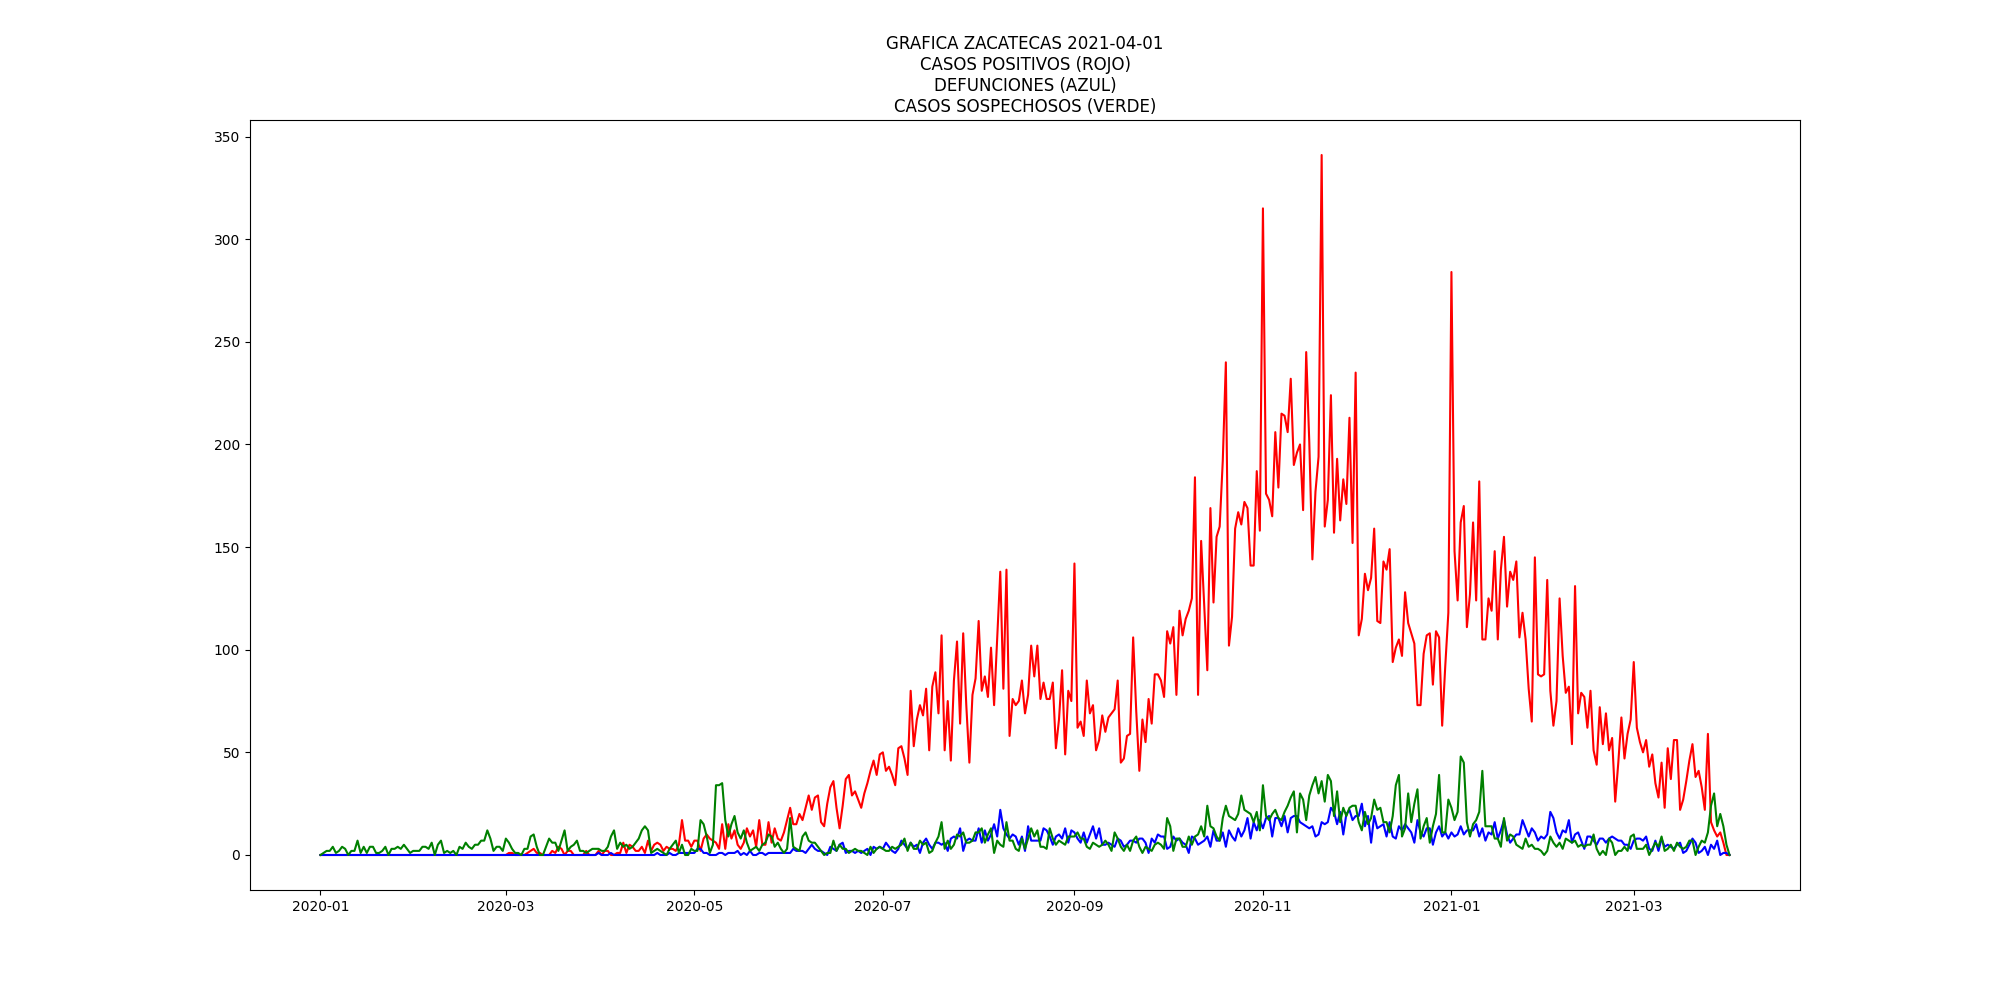 GRAFICA ZACATECAS 2021-04-01
CASOS POSITIVOS (ROJO)
DEFUNCIONES (AZUL)
CASOS SOSPECHOSOS (VERDE)
350
300
250
200
150
100
50
0
2020-01 2020-03 2020-05 2020-07 2020-09 2020-11 2021-01 2021-03